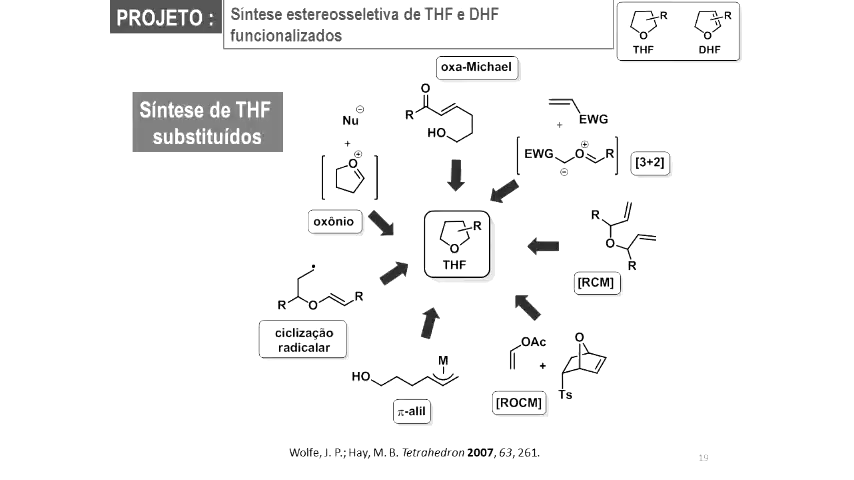 PROJETO :
Síntese estereosseletiva de THF e DHF
funcionalizados
R
O
THF
R
O
DHF
Síntese de THF
substituídos
oxa-Michael
O
R
HO
Nu
⊖
+
O
⊕
oxônio
EWG
+
EWG
O
⊕
R
⊖
[3+2]
R
O
THF
R
O
R
[RCM]
R
O
R
ciclização
radicalar
HO
M
π-alil
OAc
+
O
Ts
[ROCM]
Wolfe, J. P.; Hay, M. B. Tetrahedron 2007, 63, 261.
19